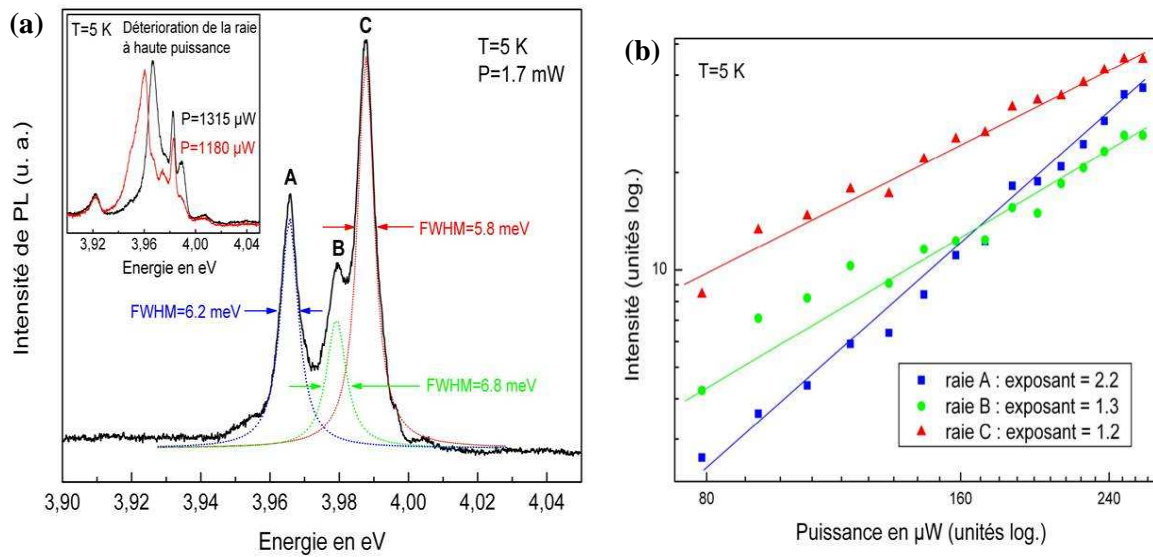 (a)
T=5 K
Déterioration de la raie
à haute puissance
P=1315 µW
P=1180 µW
3,92
3,96
4,00
4,05
Energie en eV
C
A
B
T=5 K
P=1.7 mW
FWHM=5.8 meV
FWHM=6.2 meV
FWHM=6.8 meV
Intensité de PL (u. a.)
3,90
3,92
3,94
3,96
3,98
4,00
4,02
4,04
Energie en eV
(b)
T=5 K
10
Intensité (unités log.)
raie A : exposant = 2.2
raie B : exposant = 1.3
raie C : exposant = 1.2
80
160
240
Puissance en µW (unités log.)